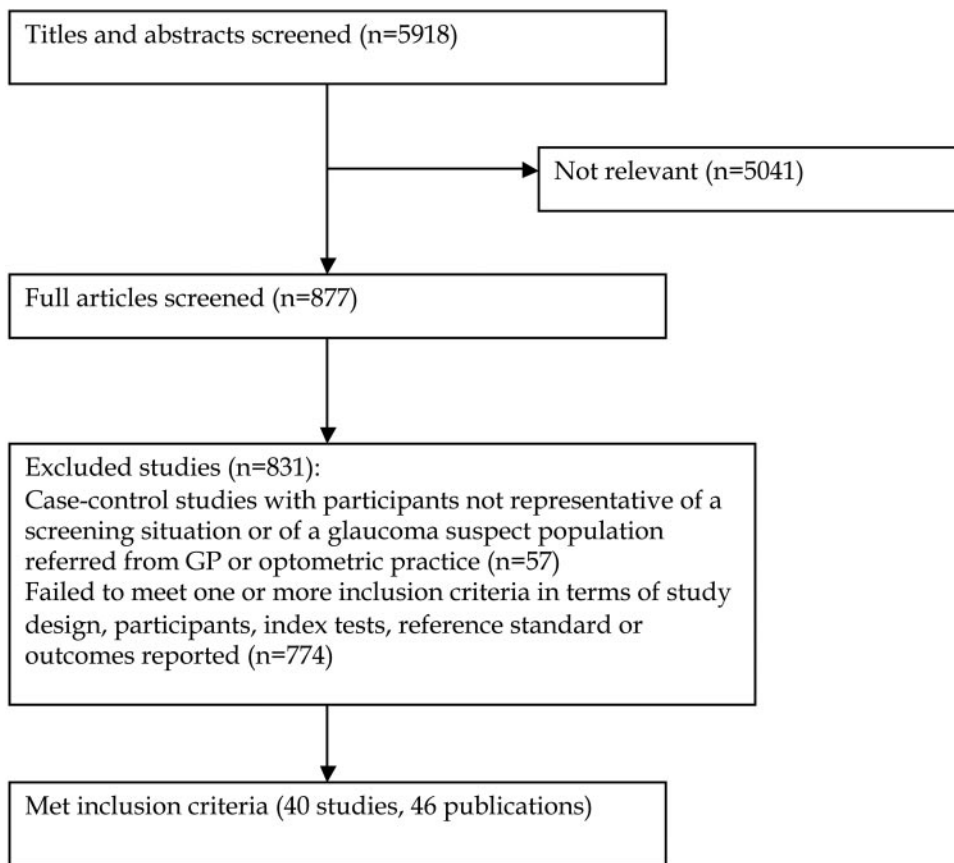 Titles and abstracts screened (n=5918)
Not relevant (n=5041)
Full articles screened (n=877)
Excluded studies (n=831):
Case-control studies with participants not representative of a
screening situation or of a glaucoma suspect population
referred from GP or optometric practice (n=57)
Failed to meet one or more inclusion criteria in terms of study
design, participants, index tests, reference standard or
outcomes reported (n=774)
Met inclusion criteria (40 studies, 46 publications)